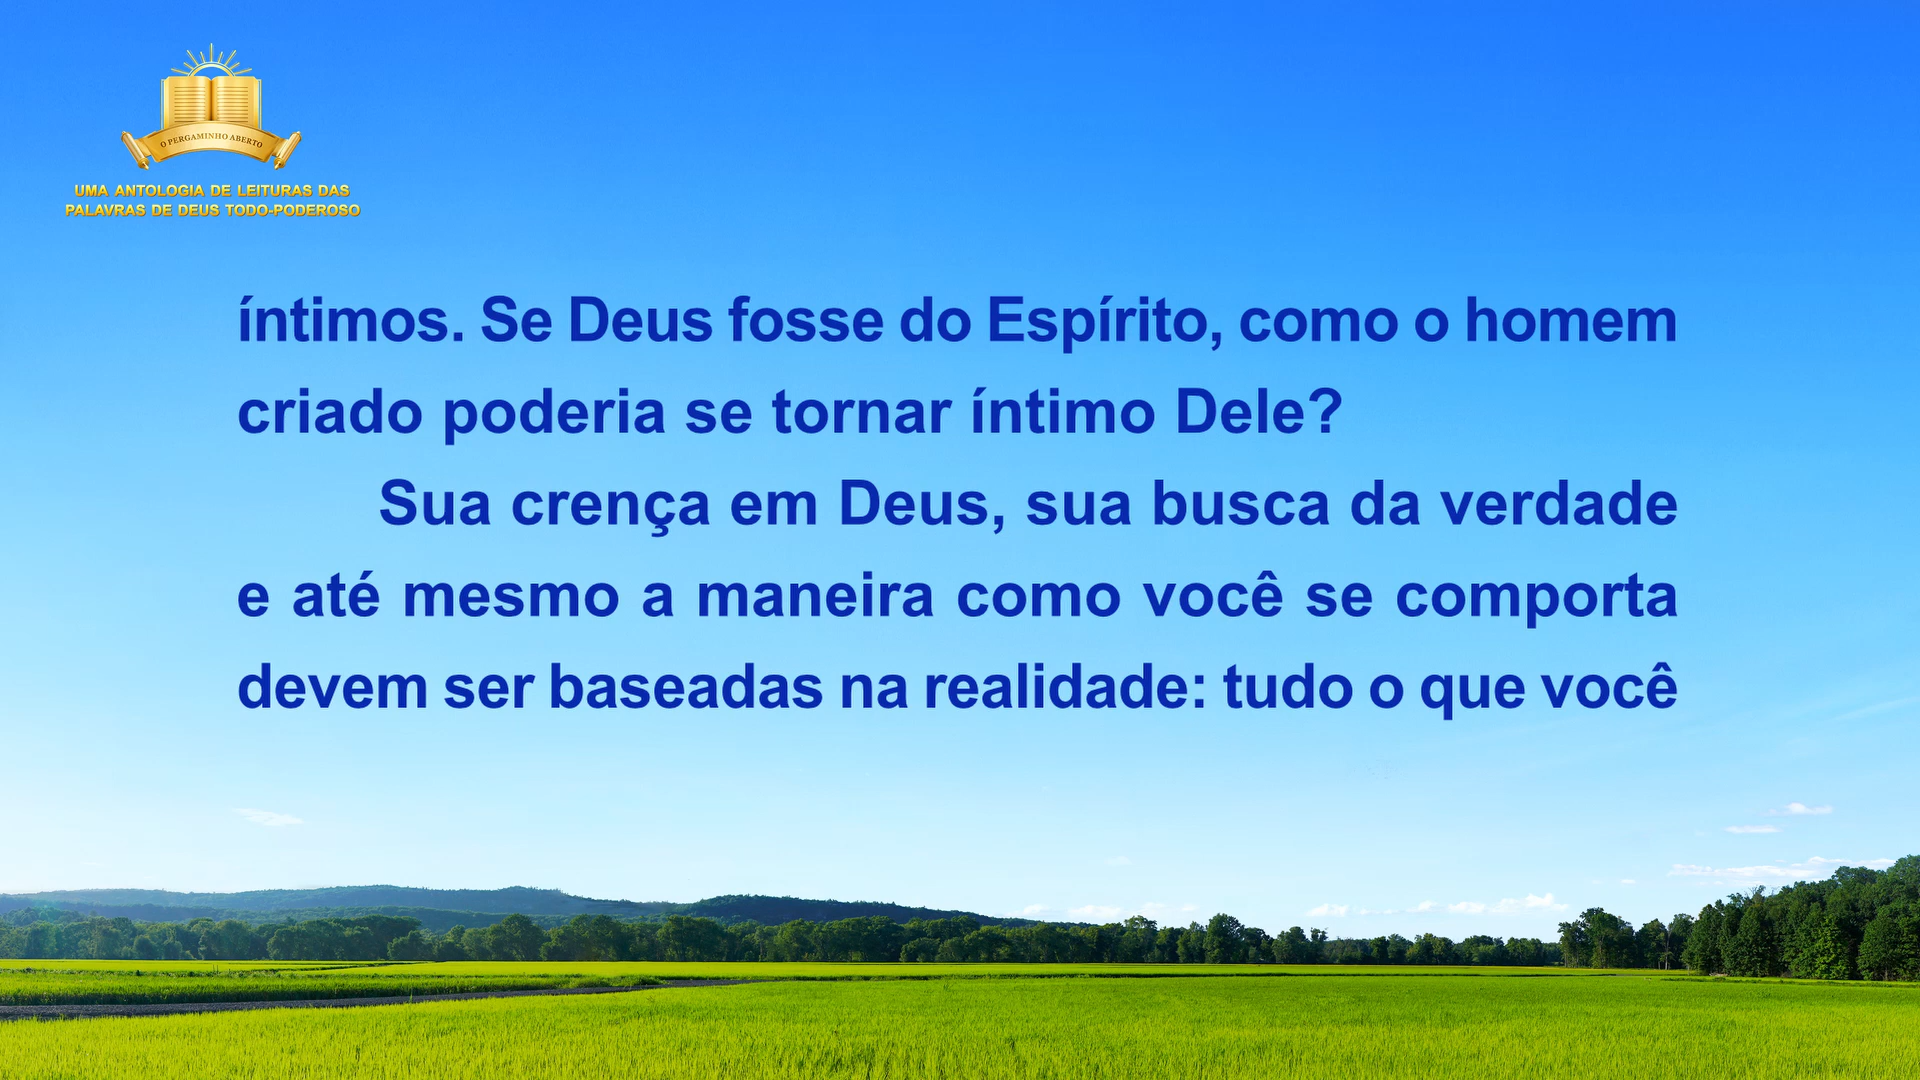 O PERGAMINHO ABERTO
UMA ANTOLOGIA DE LEITURAS DAS
PALAVRAS DE DEUS TODO-PODEROSO
íntimos. Se Deus fosse do Espírito, como o homem
criado poderia se tornar íntimo Dele?
Sua crença em Deus, sua busca da verdade
e até mesmo a maneira como você se comporta
devem ser baseadas na realidade: tudo o que você